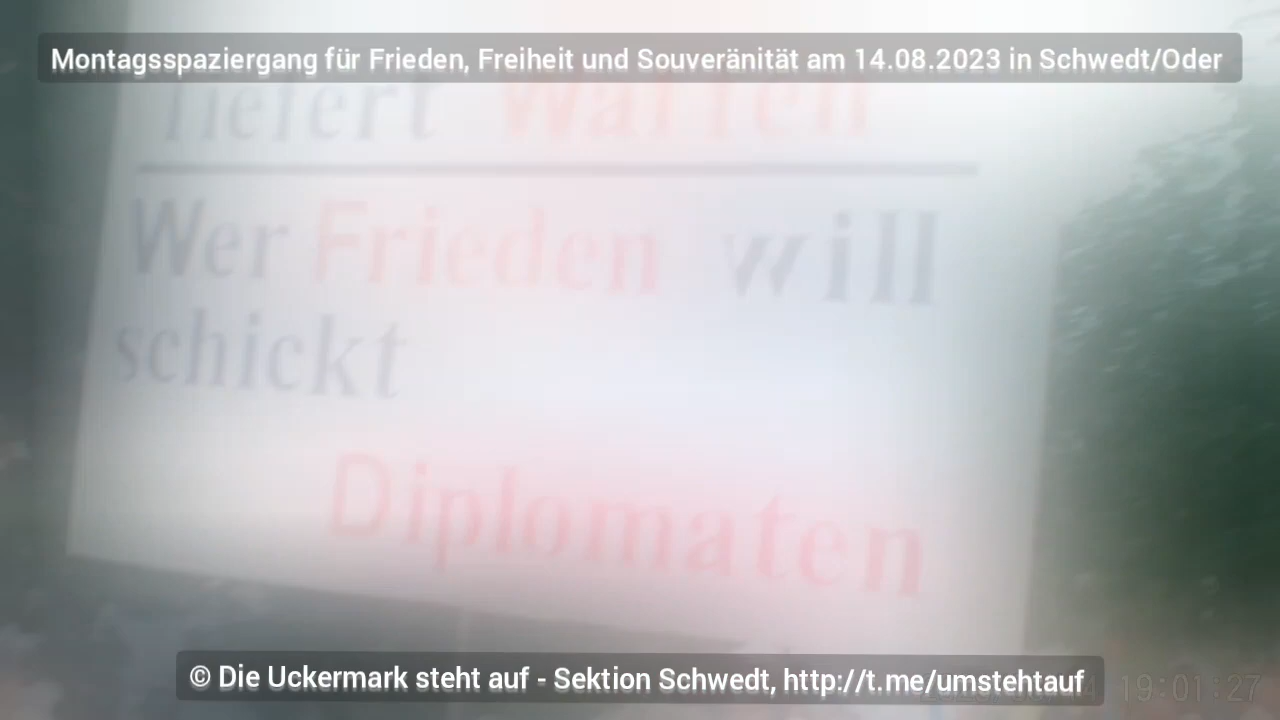 Montagsspaziergang für Frieden, Freiheit und Souveränität am 14.08.2023 in Schwedt/Oder
liefert Waffen
Wer Frieden will
schickt
Diplomaten
© Die Uckermark steht auf - Sektion Schwedt, http://t.me/umstehtauf
19:01:27